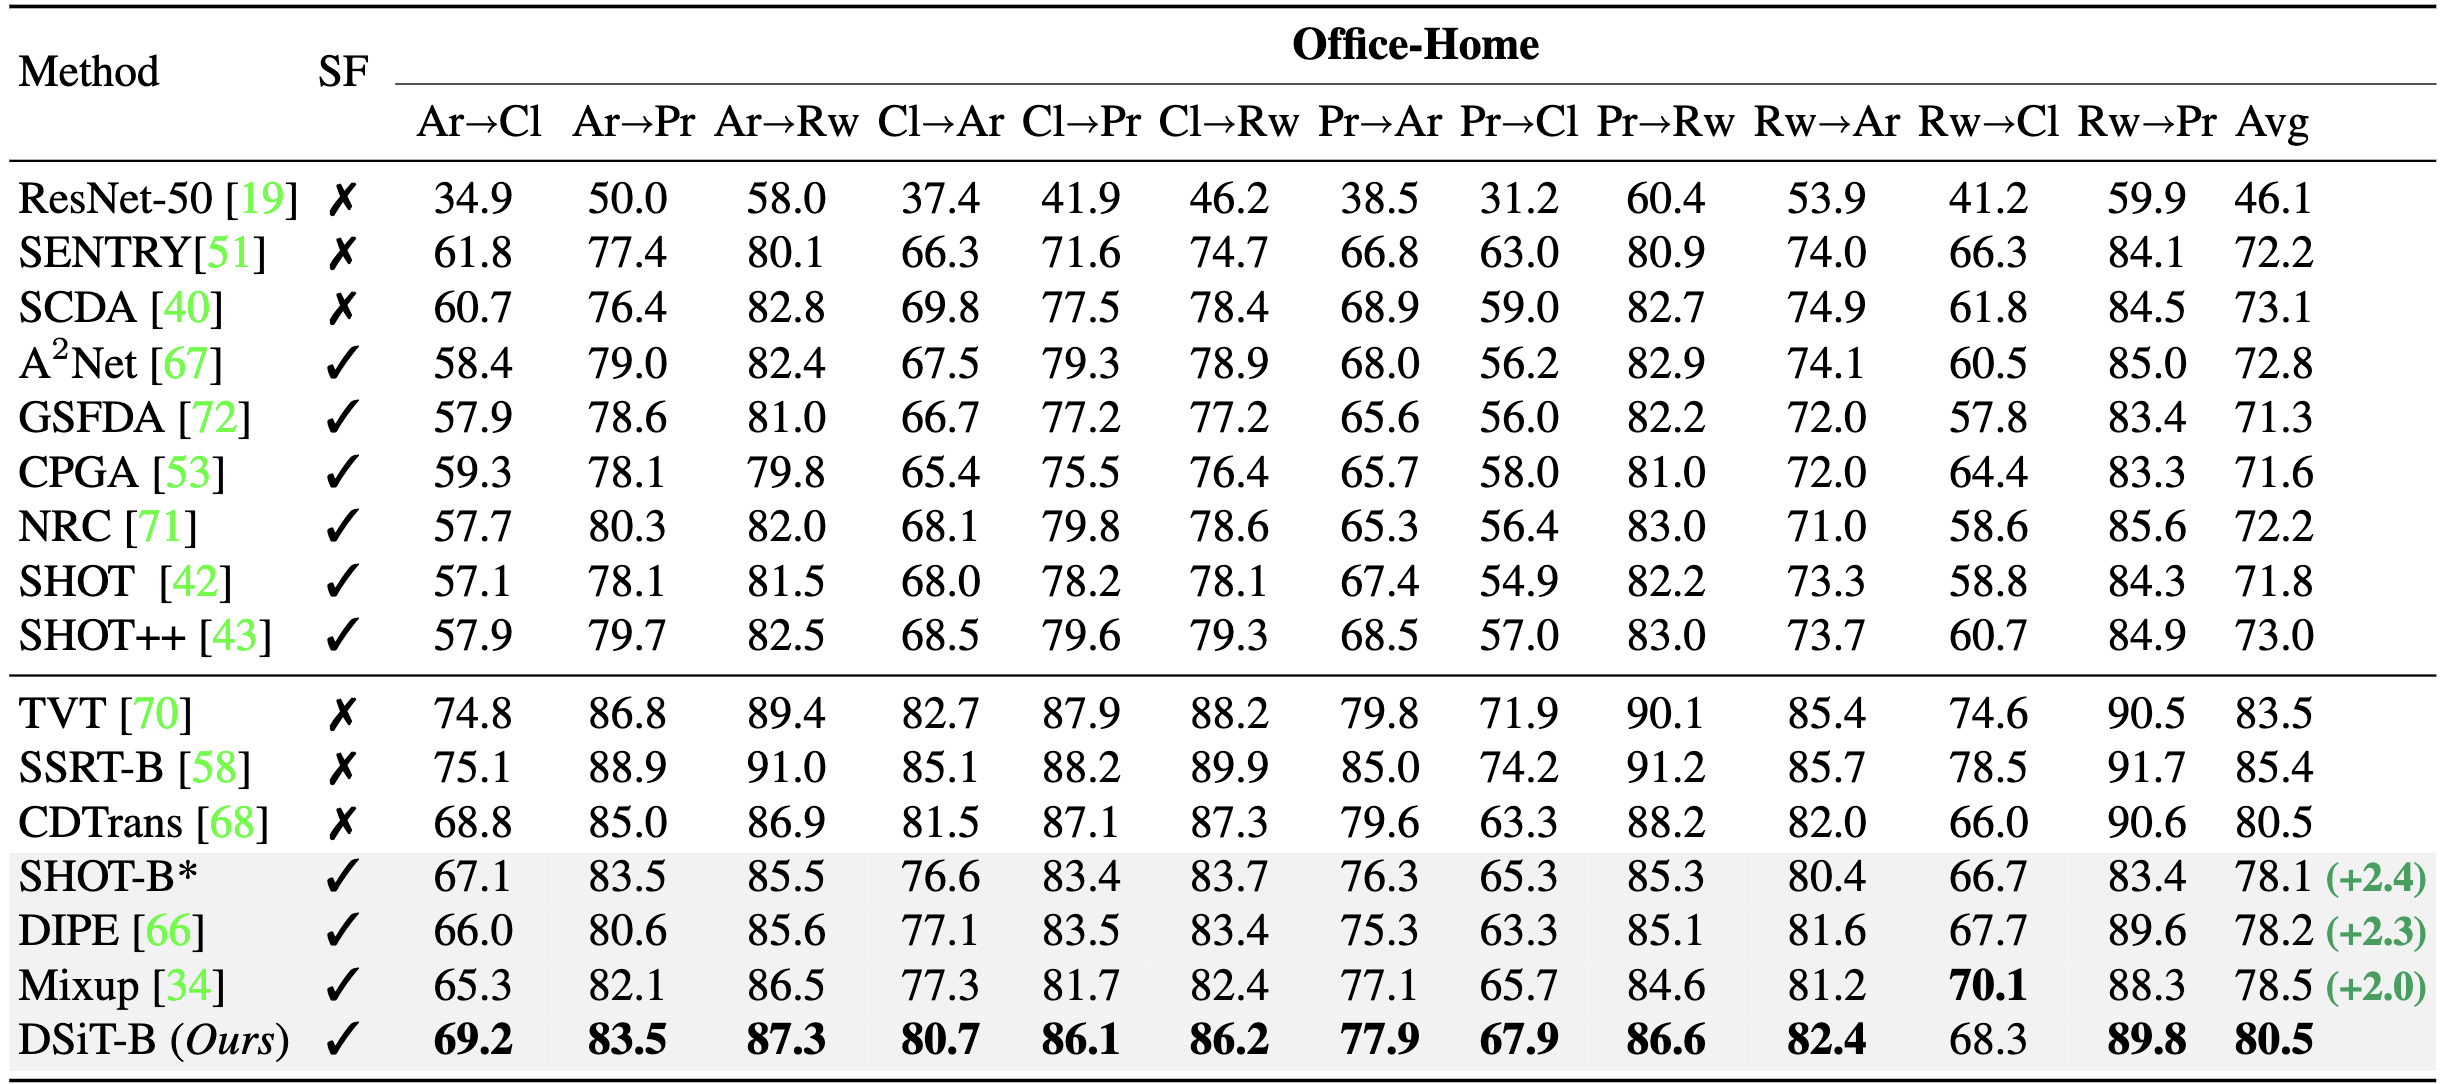 Office-Home
Method SF
Ar→Cl Ar→Pr Ar→Rw Cl→Ar Cl→Pr Cl→Rw Pr→Ar Pr→Cl Pr→Rw Rw→Ar Rw→Cl Rw→Pr Avg
ResNet-50 [19] ✗ 34.9 50.0 58.0 37.4 41.9 46.2 38.5 31.2 60.4 53.9 41.2 59.9 46.1
SENTRY[51] ✗ 61.8 77.4 80.1 66.3 71.6 74.7 66.8 63.0 80.9 74.0 66.3 84.1 72.2
SCDA [40] ✗ 60.7 76.4 82.8 69.8 77.5 78.4 68.9 59.0 82.7 74.9 61.8 84.5 73.1
A²Net [67] ✓ 58.4 79.0 82.4 67.5 79.3 78.9 68.0 56.2 82.9 74.1 60.5 85.0 72.8
GSFDA [72] ✓ 57.9 78.6 81.0 66.7 77.2 77.2 65.6 56.0 82.2 72.0 57.8 83.4 71.3
CPGA [53] ✓ 59.3 78.1 79.8 65.4 75.5 76.4 65.7 58.0 81.0 72.0 64.4 83.3 71.6
NRC [71] ✓ 57.7 80.3 82.0 68.1 79.8 78.6 65.3 56.4 83.0 71.0 58.6 85.6 72.2
SHOT [42] ✓ 57.1 78.1 81.5 68.0 78.2 78.1 67.4 54.9 82.2 73.3 58.8 84.3 71.8
SHOT++ [43] ✓ 57.9 79.7 82.5 68.5 79.6 79.3 68.5 57.0 83.0 73.7 60.7 84.9 73.0
TVT [70] ✗ 74.8 86.8 89.4 82.7 87.9 88.2 79.8 71.9 90.1 85.4 74.6 90.5 83.5
SSRT-B [58] ✗ 75.1 88.9 91.0 85.1 88.2 89.9 85.0 74.2 91.2 85.7 78.5 91.7 85.4
CDTrans [68] ✗ 68.8 85.0 86.9 81.5 87.1 87.3 79.6 63.3 88.2 82.0 66.0 90.6 80.5
SHOT-B* ✓ 67.1 83.5 85.5 76.6 83.4 83.7 76.3 65.3 85.3 80.4 66.7 83.4 78.1 (+2.4)
DIPE [66] ✓ 66.0 80.6 85.6 77.1 83.5 83.4 75.3 63.3 85.1 81.6 67.7 89.6 78.2 (+2.3)
Mixup [34] ✓ 65.3 82.1 86.5 77.3 81.7 82.4 77.1 65.7 84.6 81.2 70.1 88.3 78.5 (+2.0)
DSiT-B (Ours) ✓ 69.2 83.5 87.3 80.7 86.1 86.2 77.9 67.9 86.6 82.4 68.3 89.8 80.5